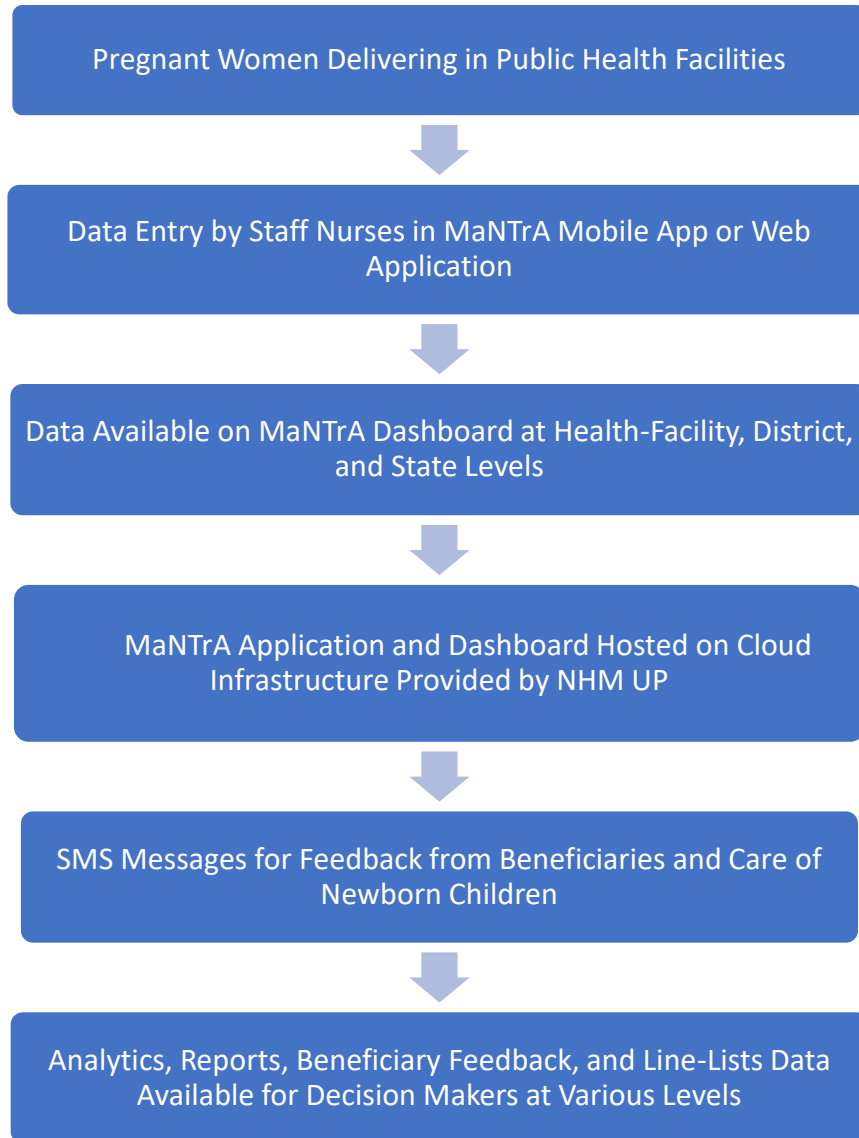 Pregnant Women Delivering in Public Health Facilities
Data Entry by Staff Nurses in MaNTrA Mobile App or Web
Application
Data Available on MaNTrA Dashboard at Health-Facility, District,
and State Levels
MaNTrA Application and Dashboard Hosted on Cloud
Infrastructure Provided by NHM UP
SMS Messages for Feedback from Beneficiaries and Care of
Newborn Children
Analytics, Reports, Beneficiary Feedback, and Line-Lists Data
Available for Decision Makers at Various Levels